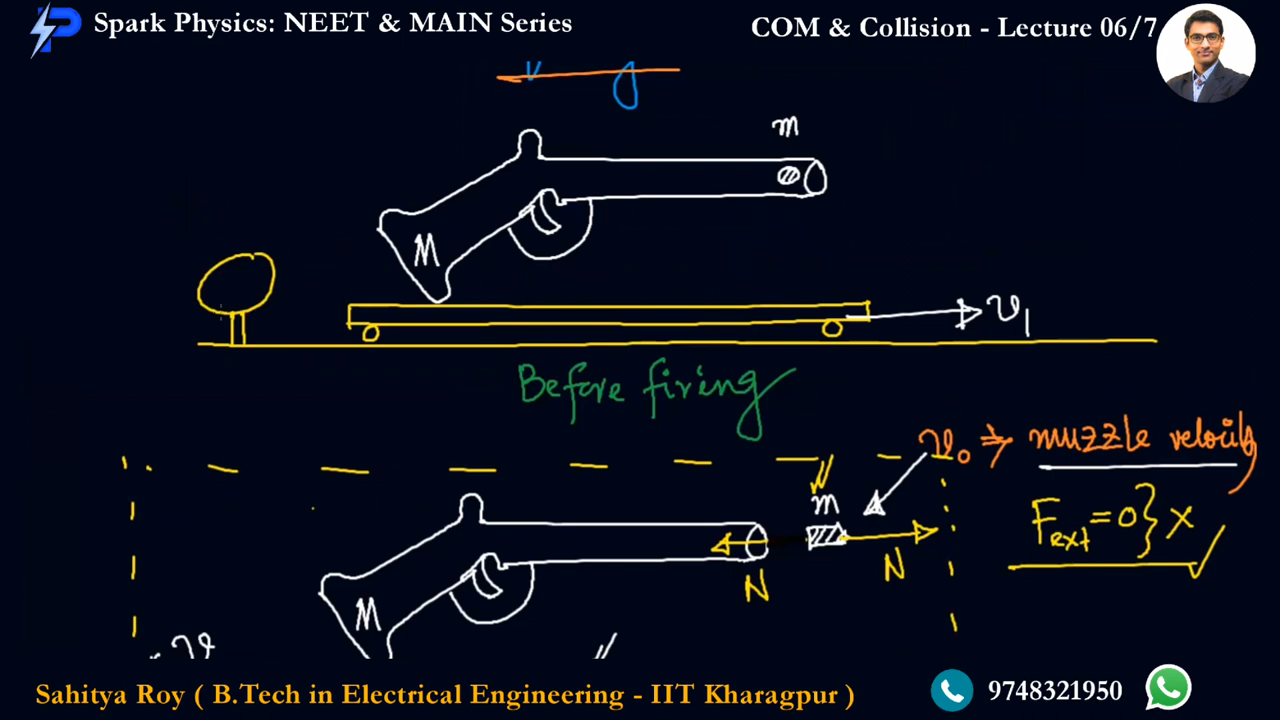 Spark Physics: NEET & MAIN Series
COM & Collision - Lecture 06/7
m
M
v₁
Before firing
v₀ ⇒ muzzle velocity
m
F_ext = 0} x
N
N
M
v
Sahitya Roy ( B.Tech in Electrical Engineering - IIT Kharagpur )
9748321950